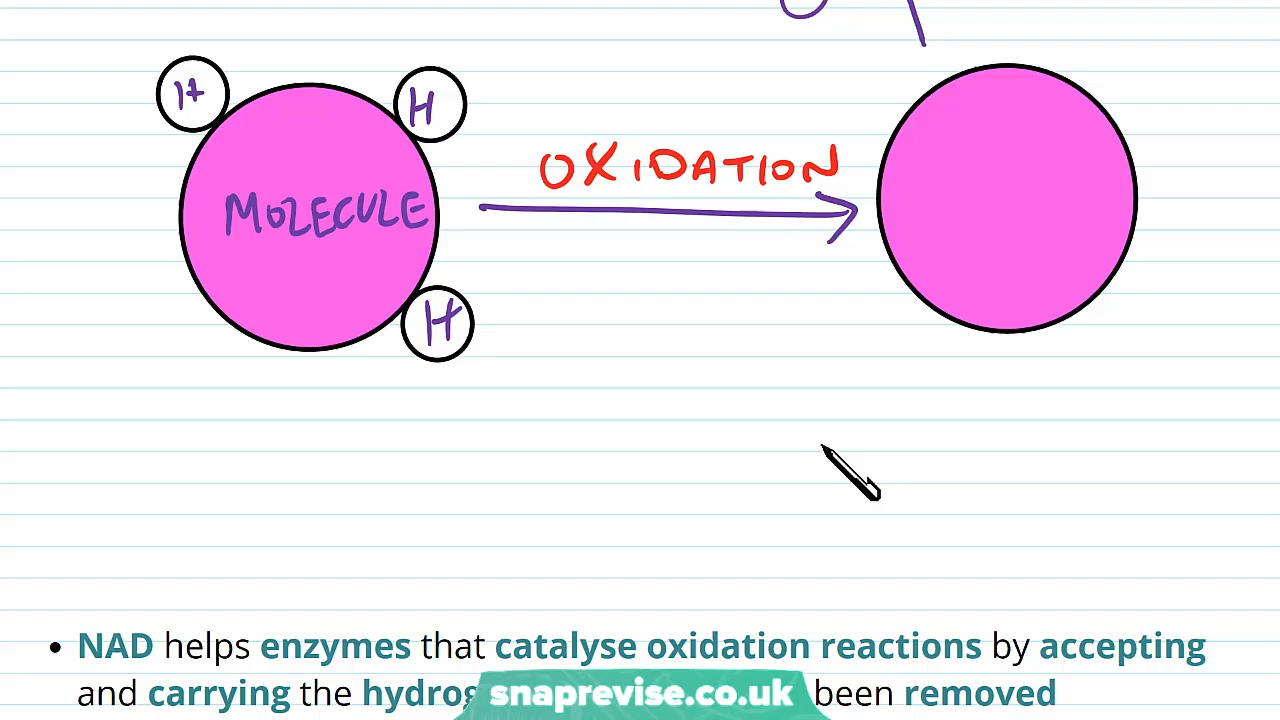 H H
OXIDATION
MOLECULE
H
• NAD helps enzymes that catalyse oxidation reactions by accepting
and carrying the been removed
snaprevise.co.uk